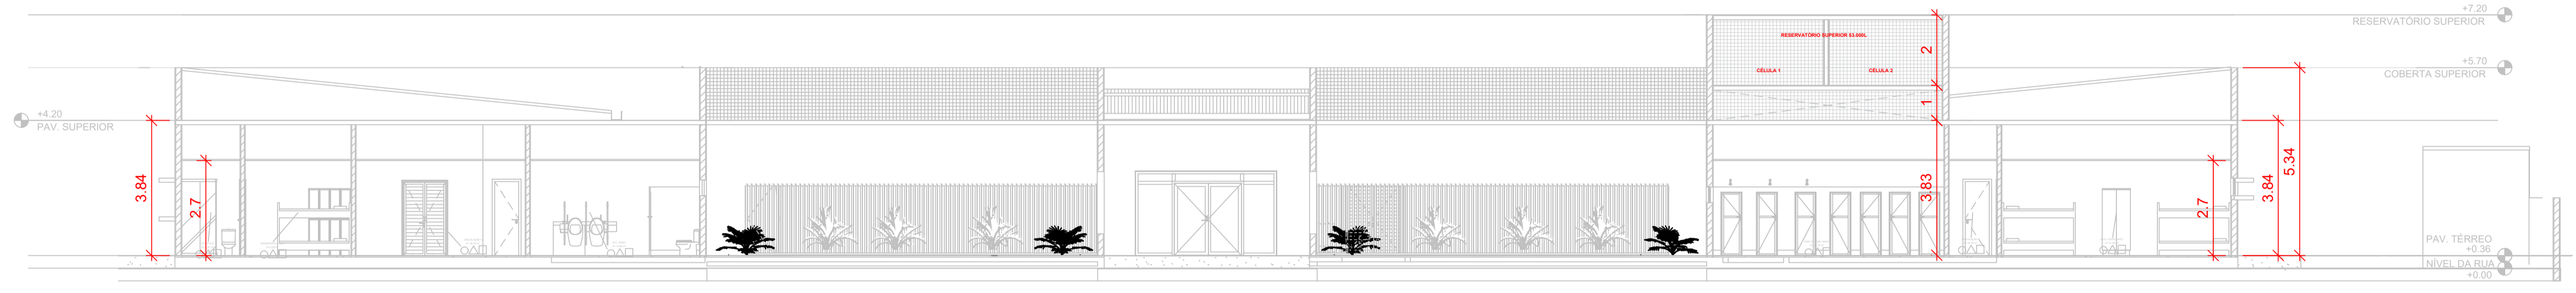 +7.20
RESERVATÓRIO SUPERIOR
RESERVATÓRIO SUPERIOR 53.000L
2
CÉLULA 1
CÉLULA 2
+5.70
COBERTA SUPERIOR
1
+4.20
PAV. SUPERIOR
5.34
3.84
3.83
3.84
2.7
2.7
PAV. TÉRREO
+0.36
NÍVEL DA RUA
+0.00